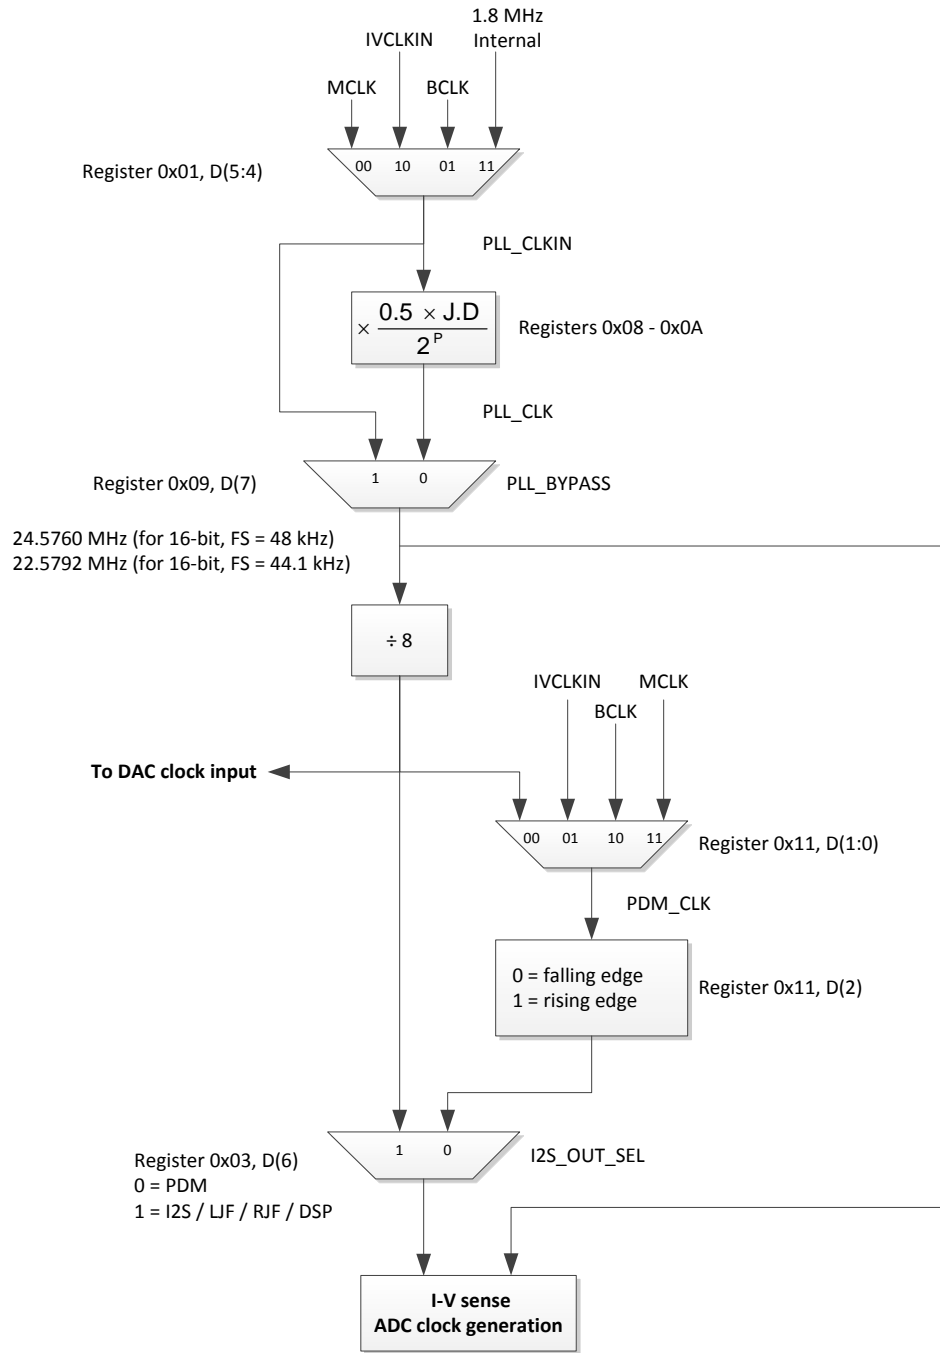 1.8 MHz
Internal
IVCLKIN
MCLK
BCLK
00 10 01 11
Register 0x01, D(5:4)
PLL_CLKIN
× 0.5 × J.D / 2^P
Registers 0x08 - 0x0A
PLL_CLK
1 0
Register 0x09, D(7)
PLL_BYPASS
24.5760 MHz (for 16-bit, FS = 48 kHz)
22.5792 MHz (for 16-bit, FS = 44.1 kHz)
÷ 8
IVCLKIN
MCLK
BCLK
To DAC clock input
00 01 10 11
Register 0x11, D(1:0)
PDM_CLK
0 = falling edge
1 = rising edge
Register 0x11, D(2)
1 0
I2S_OUT_SEL
Register 0x03, D(6)
0 = PDM
1 = I2S / LJF / RJF / DSP
I-V sense
ADC clock generation